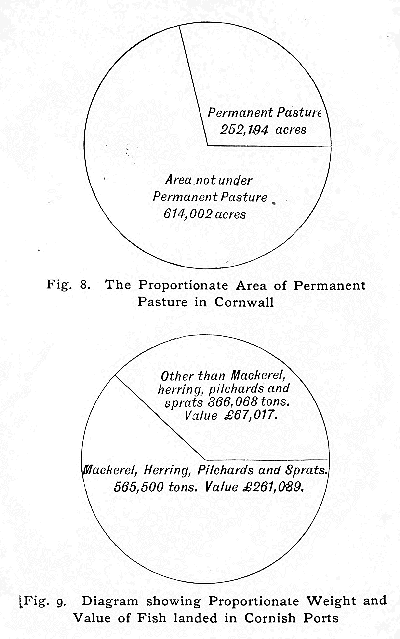 Permanent Pasture
252,194 acres
Area not under
Permanent Pasture
614,002 acres
Fig. 8. The Proportionate Area of Permanent
Pasture in Cornwall
Other than Mackerel,
herring, pilchards and
sprats 366,068 tons.
Value £67,017.
Mackerel, Herring, Pilchards and Sprats.
565,500 tons. Value £261,089.
[Fig. 9. Diagram showing Proportionate Weight and
Value of Fish landed in Cornish Ports